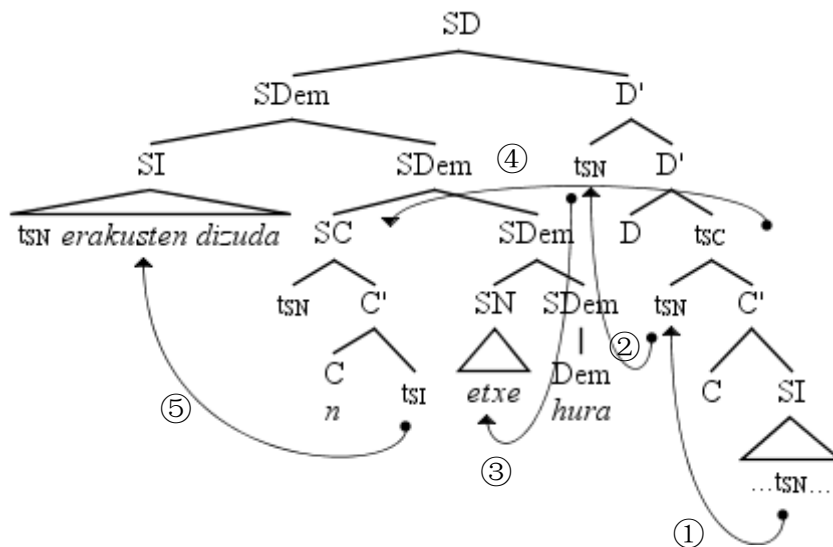 SD
SDem D'
SI SDem ④ tSN D'
tSN erakusten dizuda SC SDem D tSC
tSN C' SN SDem tSN C'
②
C tSI etxe Dem C SI
⑤ n hura
③ ...tSN...
①